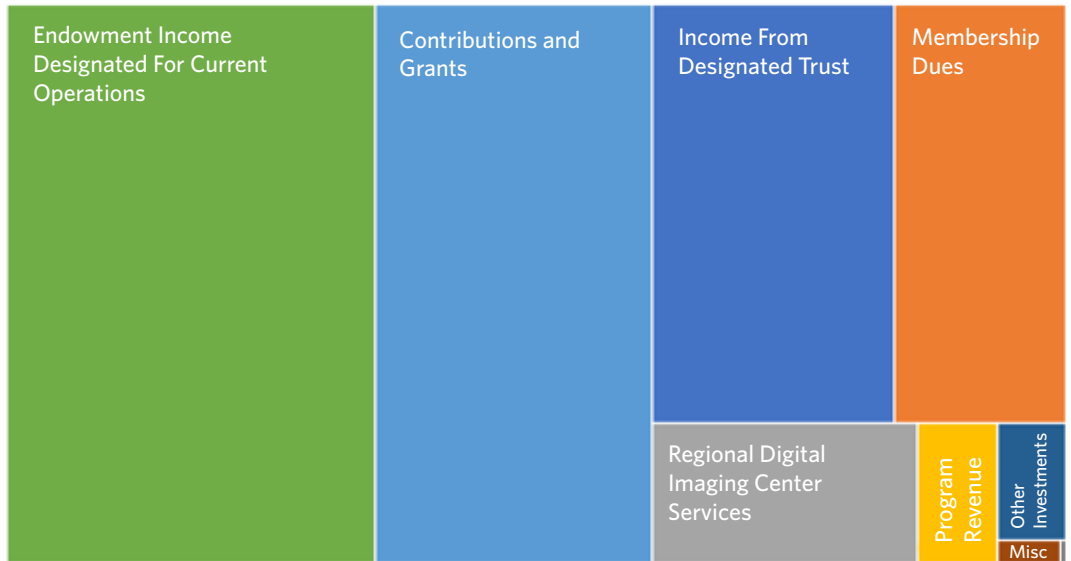 Endowment Income
Designated For Current
Operations
Contributions and
Grants
Income From
Designated Trust
Membership
Dues
Regional Digital
Imaging Center
Services
Program
Revenue
Other
Investments
Misc